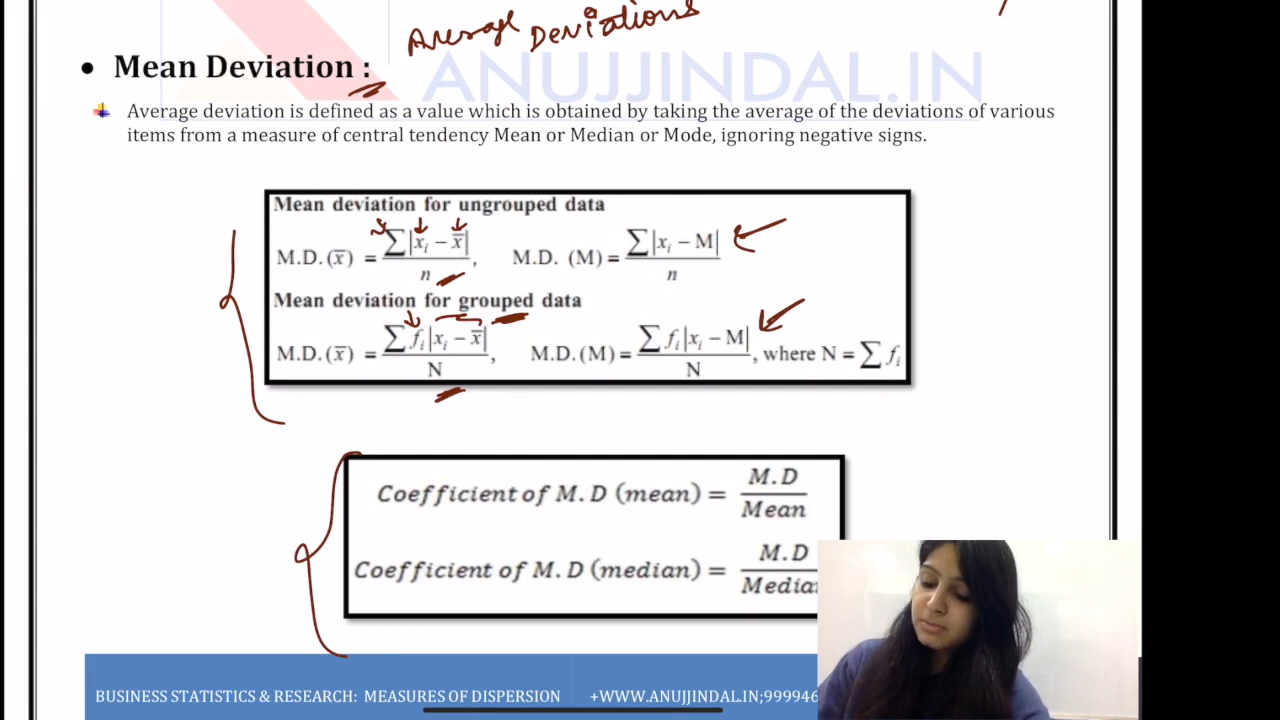 Average Deviations
ANUJJINDAL.IN
• Mean Deviation :
Average deviation is defined as a value which is obtained by taking the average of the deviations of various
items from a measure of central tendency Mean or Median or Mode, ignoring negative signs.
Mean deviation for ungrouped data
M.D. (x̅) = ∑|xᵢ − x̅| / n, M.D. (M) = ∑|xᵢ − M| / n
Mean deviation for grouped data
M.D. (x̅) = ∑ fᵢ|xᵢ − x̅| / N, M.D. (M) = ∑ fᵢ|xᵢ − M| / N, where N = ∑ fᵢ
Coefficient of M.D (mean) = M.D / Mean
Coefficient of M.D (median) = M.D / Media
BUSINESS STATISTICS & RESEARCH: MEASURES OF DISPERSION +WWW.ANUJJINDAL.IN;999946